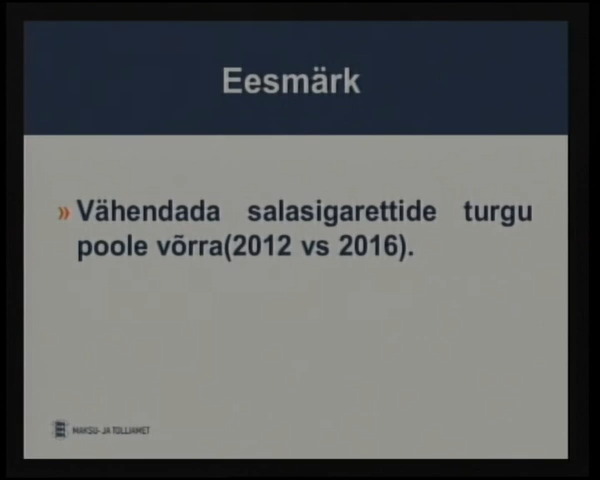 Eesmärk
» Vähendada salasigarettide turgu
poole võrra(2012 vs 2016).
MAKSU- JA TOLLIAMET